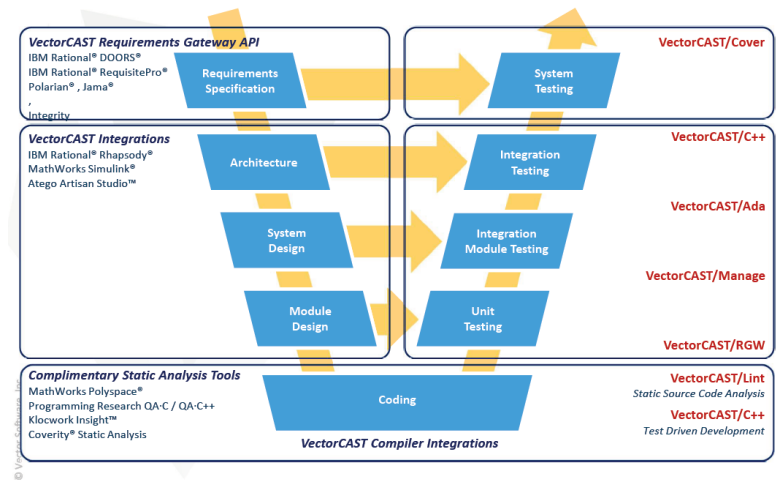 VectorCAST Requirements Gateway API
IBM Rational® DOORS®
IBM Rational® RequisitePro®
Polarian® , Jama®
,
Integrity
Requirements
Specification
System
Testing
VectorCAST/Cover
VectorCAST Integrations
IBM Rational® Rhapsody®
MathWorks Simulink®
Atego Artisan Studio™
Architecture
Integration
Testing
VectorCAST/C++
System
Design
Integration
Module Testing
VectorCAST/Ada
VectorCAST/Manage
Module
Design
Unit
Testing
VectorCAST/RGW
Complimentary Static Analysis Tools
MathWorks Polyspace®
Programming Research QA·C / QA·C++
Klocwork Insight™
Coverity® Static Analysis
Coding
VectorCAST Compiler Integrations
VectorCAST/Lint
Static Source Code Analysis
VectorCAST/C++
Test Driven Development
© Vector Software, Inc.